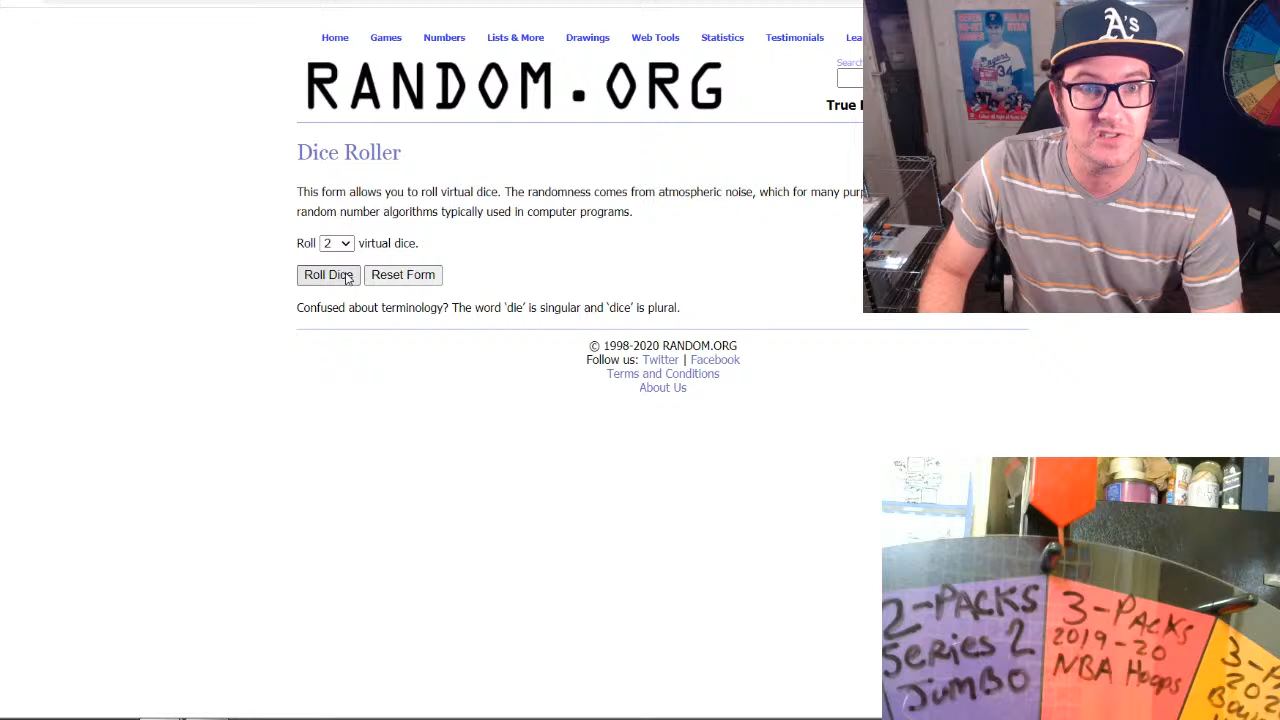 Home Games Numbers Lists & More Drawings Web Tools Statistics Testimonials
RANDOM.ORG
Search
True
Dice Roller
This form allows you to roll virtual dice. The randomness comes from atmospheric noise, which for many
random number algorithms typically used in computer programs.
Roll 2 virtual dice.
Roll Dice Reset Form
Confused about terminology? The word ‘die’ is singular and ‘dice’ is plural.
© 1998-2020 RANDOM.ORG
Follow us: Twitter | Facebook
Terms and Conditions
About Us
A's
34
2-PACKS
Series 2
Jumbo
3-PACKS
2019-20
NBA Hoops